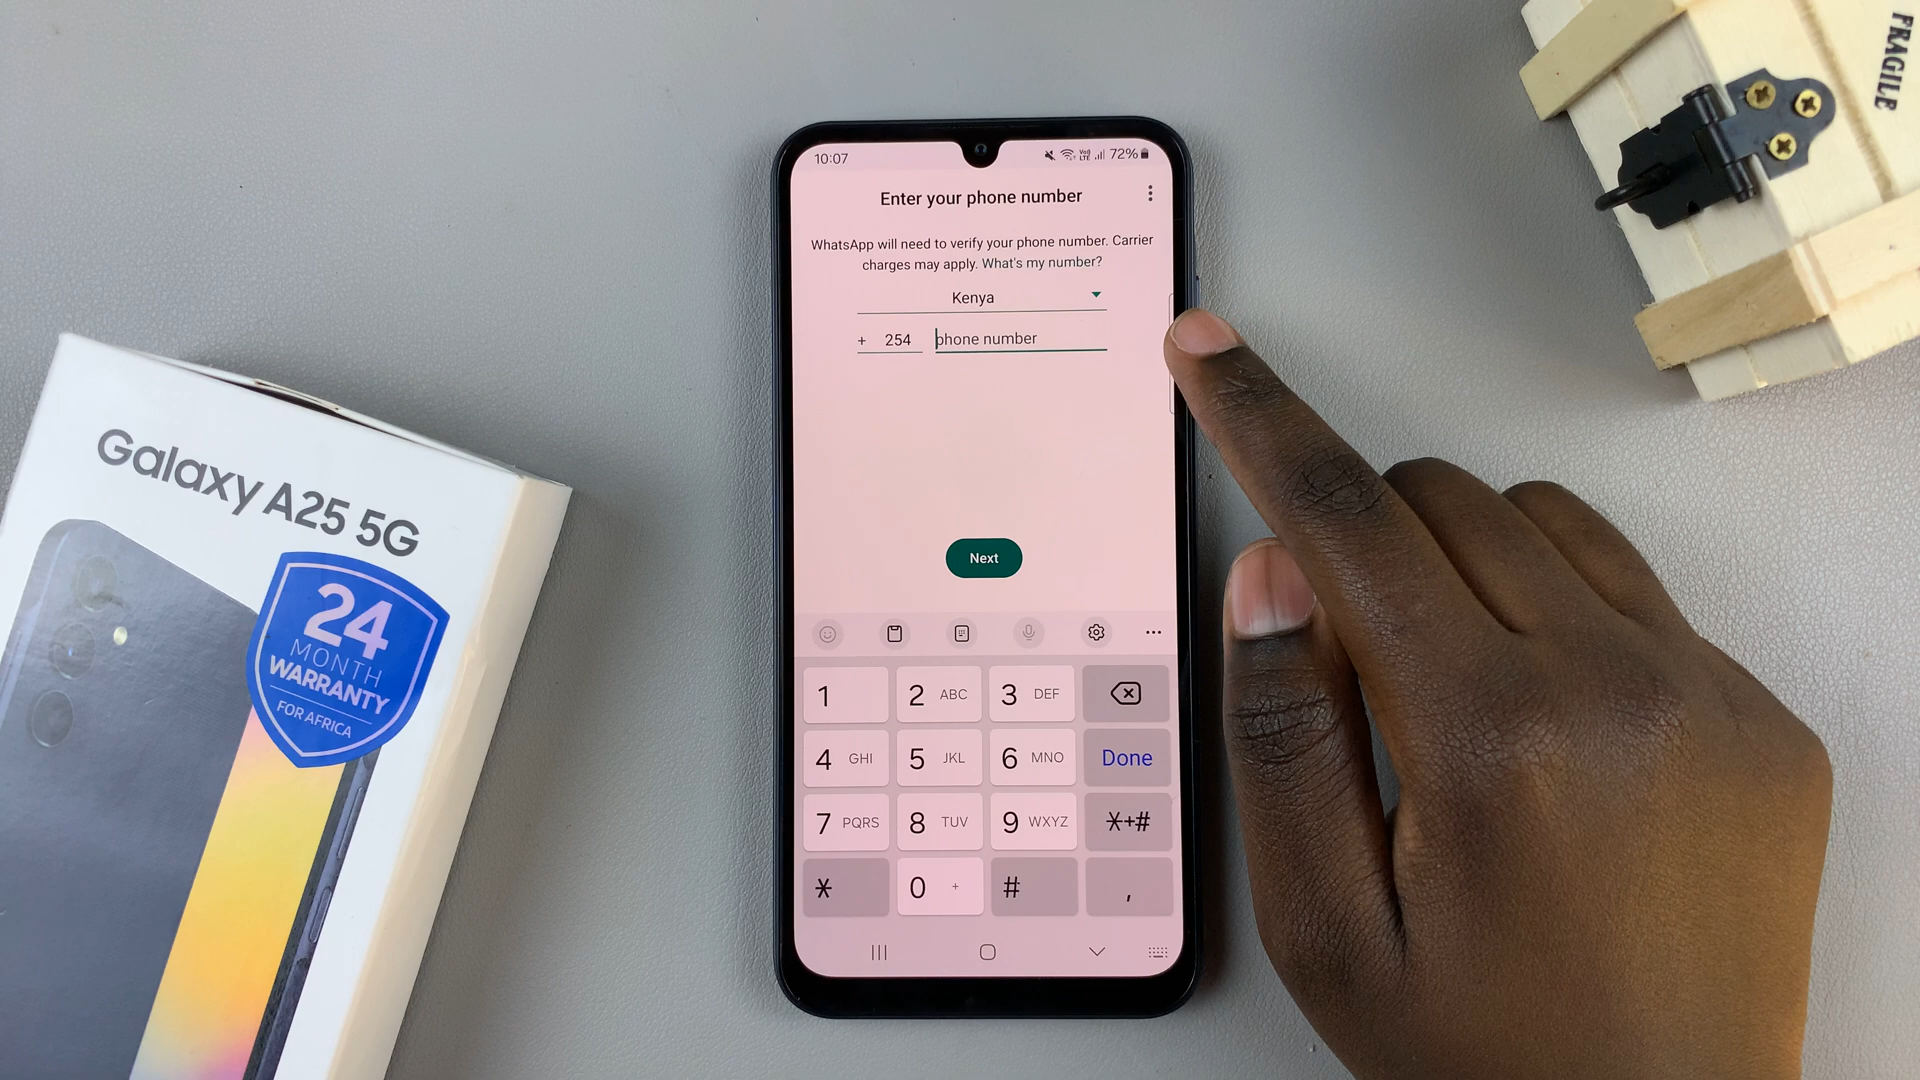 FRAGILE
10:07
Vo) LTE 72%
Enter your phone number
WhatsApp will need to verify your phone number. Carrier
charges may apply. What's my number?
Kenya
+ 254 phone number
Next
1 2 ABC 3 DEF
4 GHI 5 JKL 6 MNO Done
7 PQRS 8 TUV 9 WXYZ *+#
* 0 + # ,
Galaxy A25 5G
24
MONTH
WARRANTY
FOR AFRICA